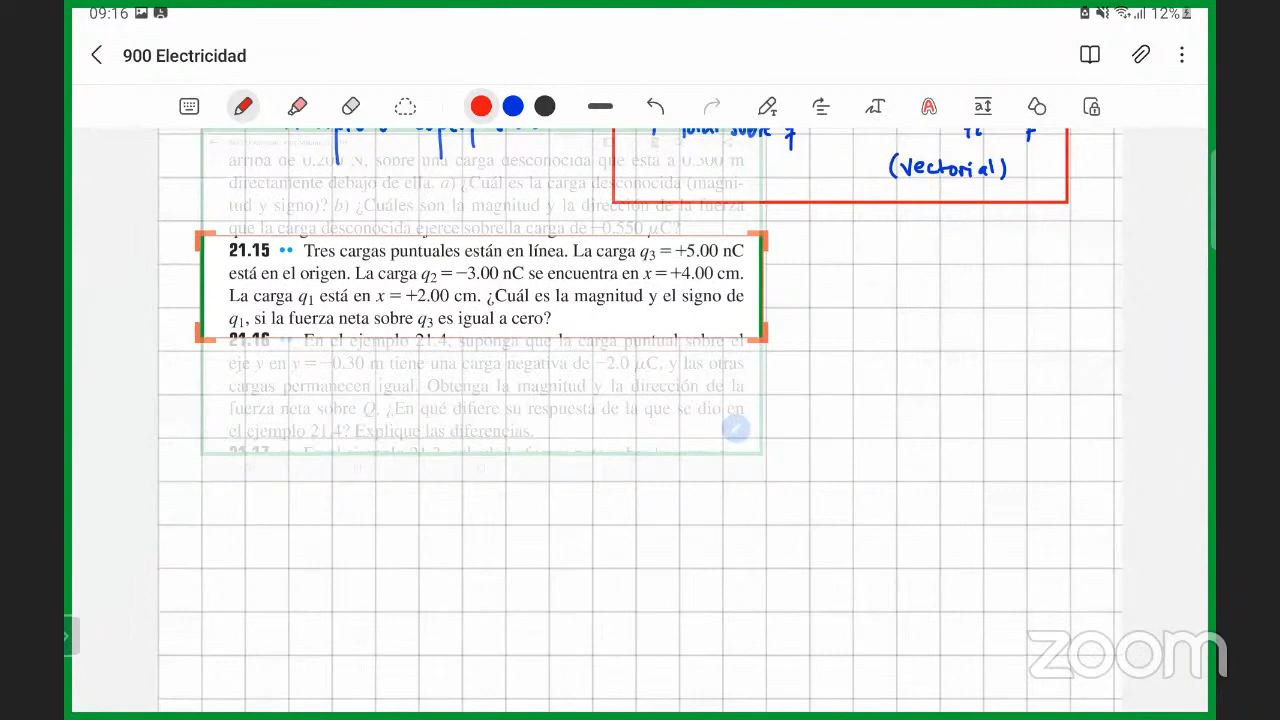 09:16
12%
900 Electricidad
Total sobre q
(vectorial)
arriba de 0.200 N, sobre una carga desconocida que está a 0.300 m
directamente debajo de ella. a) ¿Cuál es la carga desconocida (magni-
tud y signo)? b) ¿Cuáles son la magnitud y la dirección de la fuerza
que la carga desconocida ejerce sobre la carga de −0.550 μC?
21.15 •• Tres cargas puntuales están en línea. La carga q3 = +5.00 nC
está en el origen. La carga q2 = −3.00 nC se encuentra en x = +4.00 cm.
La carga q1 está en x = +2.00 cm. ¿Cuál es la magnitud y el signo de
q1, si la fuerza neta sobre q3 es igual a cero?
21.16 •• En el ejemplo 21.4, suponga que la carga puntual sobre el
eje y en y = −0.30 m tiene una carga negativa de −2.0 μC, y las otras
cargas permanecen igual. Obtenga la magnitud y la dirección de la
fuerza neta sobre Q. ¿En qué difiere su respuesta de la que se dio en
el ejemplo 21.4? Explique las diferencias.
21.17
zoom